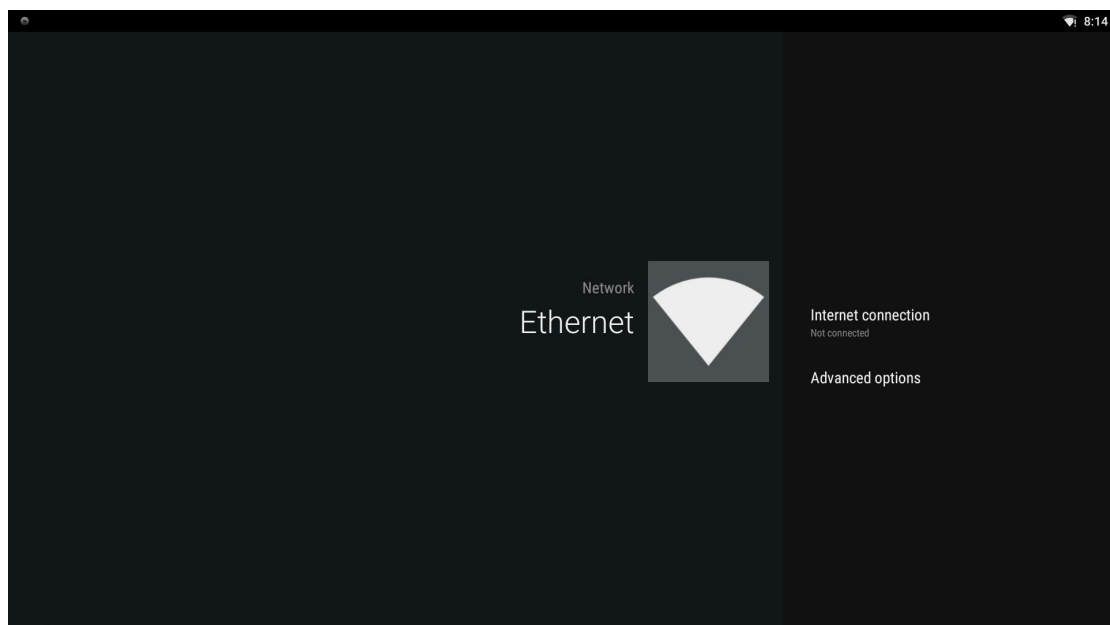 8:14
Network
Ethernet
Internet connection
Not connected
Advanced options